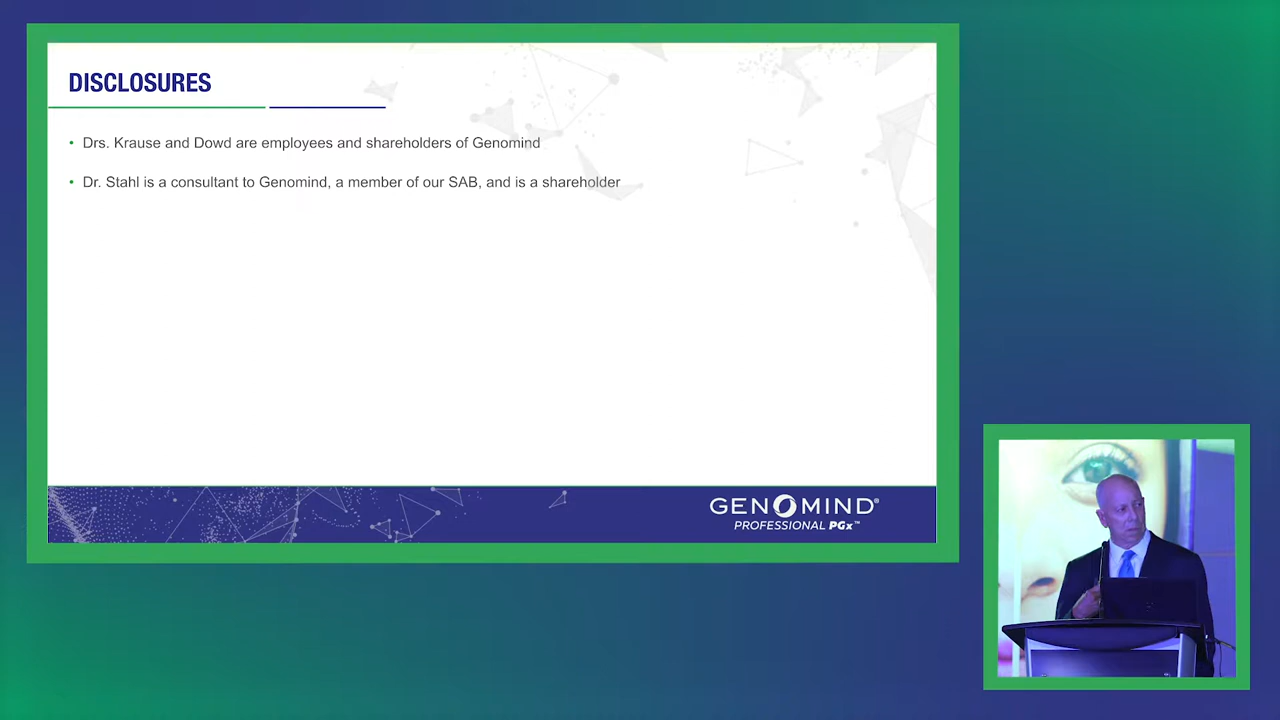 DISCLOSURES
• Drs. Krause and Dowd are employees and shareholders of Genomind
• Dr. Stahl is a consultant to Genomind, a member of our SAB, and is a shareholder
GENOMIND®
PROFESSIONAL PGx™